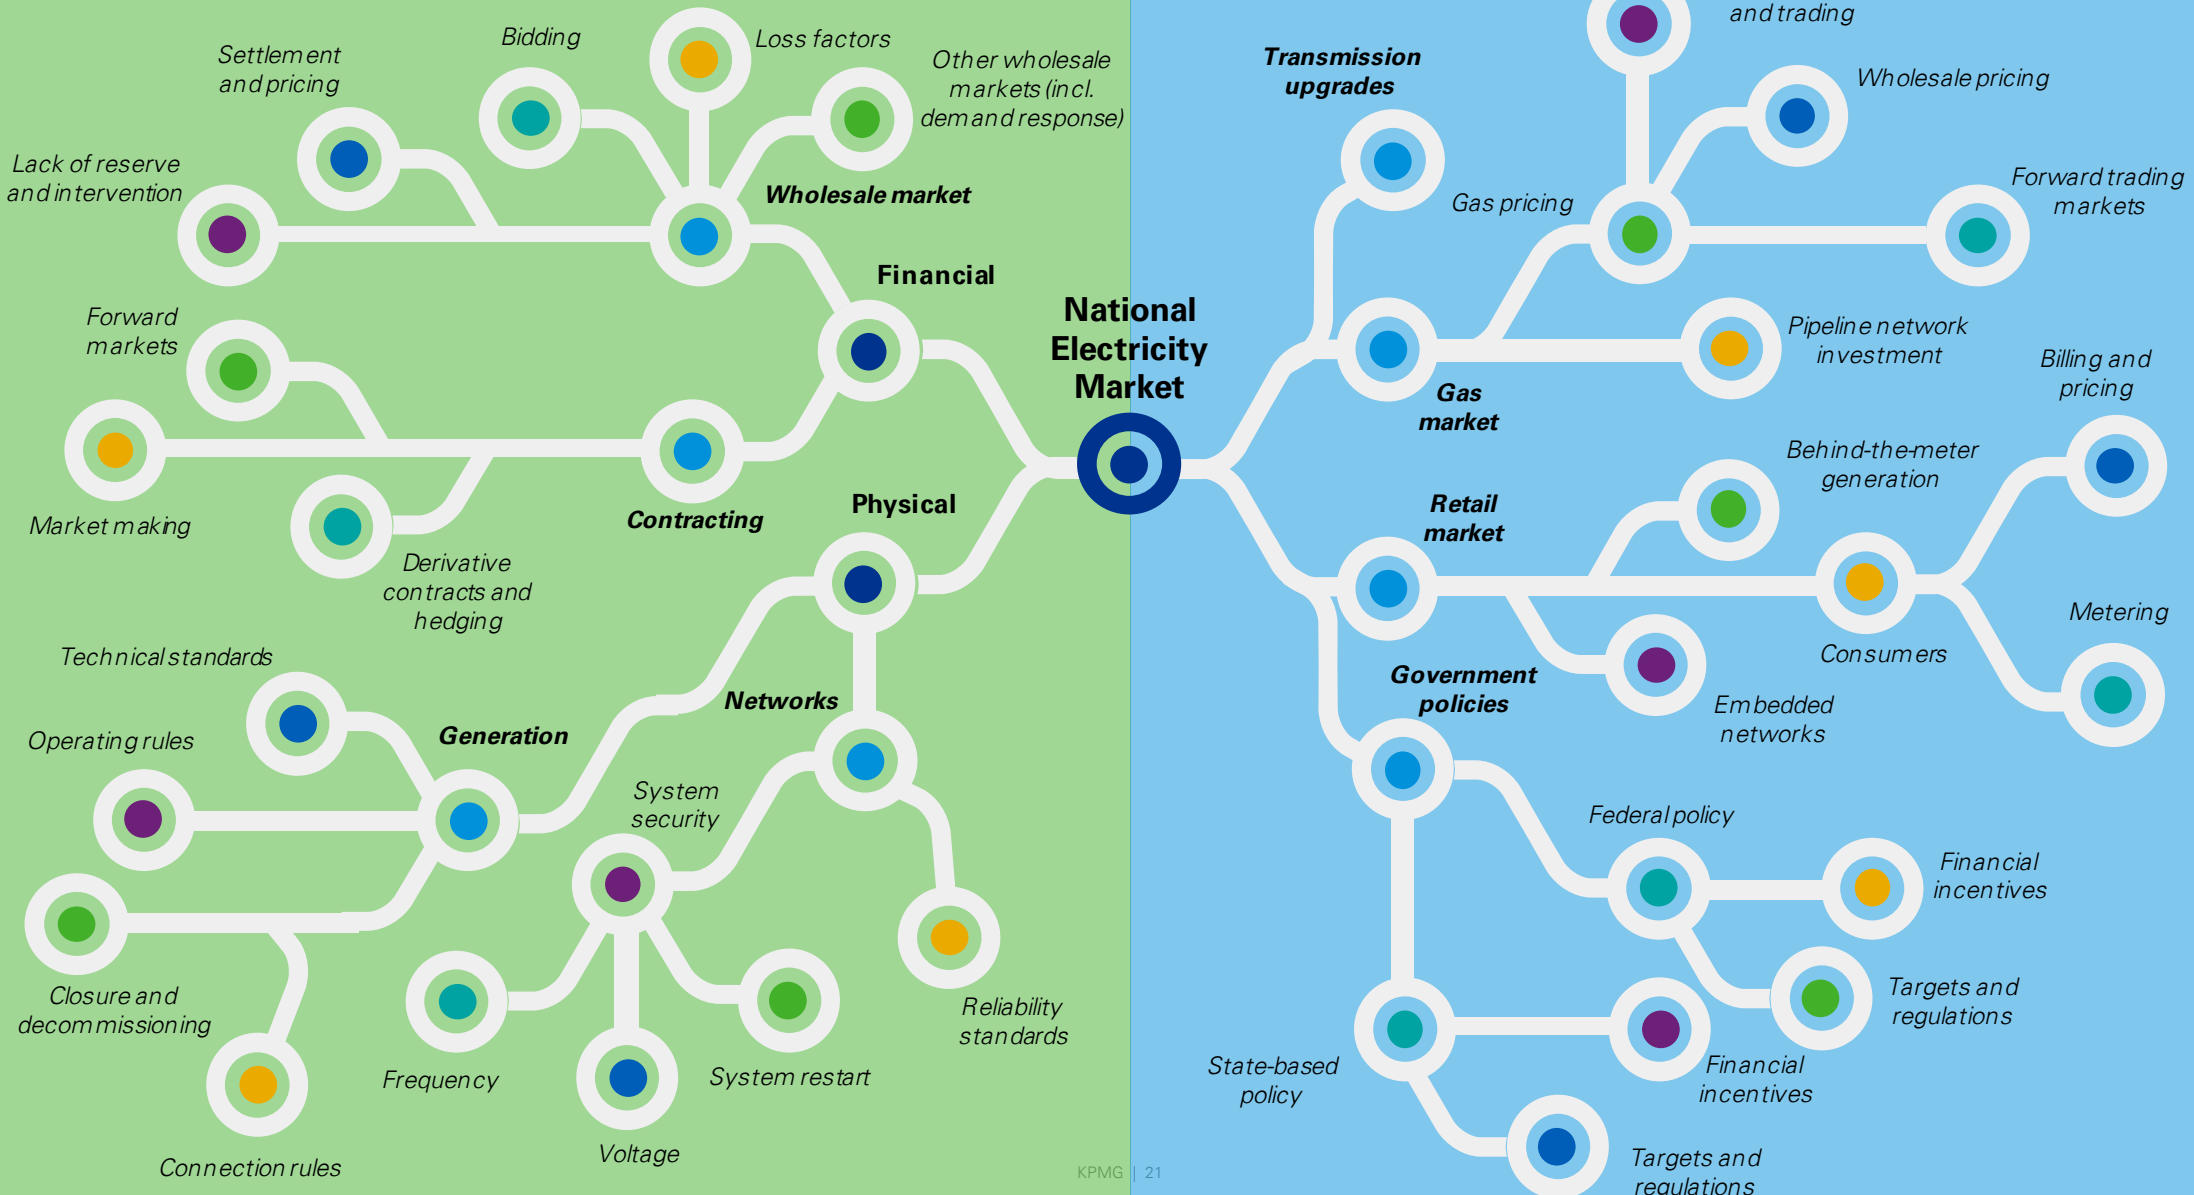 Settlement
and pricing
Bidding
Loss factors
Other wholesale
markets (incl.
demand response)
Lack of reserve
and intervention
Wholesale market
Financial
Forward
markets
Market making
Derivative
contracts and
hedging
Contracting
Physical
National
Electricity
Market
Technical standards
Operating rules
Generation
Networks
System
security
Closure and
decommissioning
Connection rules
Frequency
Voltage
System restart
Reliability
standards
Transmission
upgrades
and trading
Wholesale pricing
Gas pricing
Forward trading
markets
Pipeline network
investment
Gas
market
Billing and
pricing
Behind-the-meter
generation
Retail
market
Consumers
Metering
Embedded
networks
Government
policies
Federal policy
Financial
incentives
Targets and
regulations
State-based
policy
Financial
incentives
Targets and
regulations
KPMG | 21